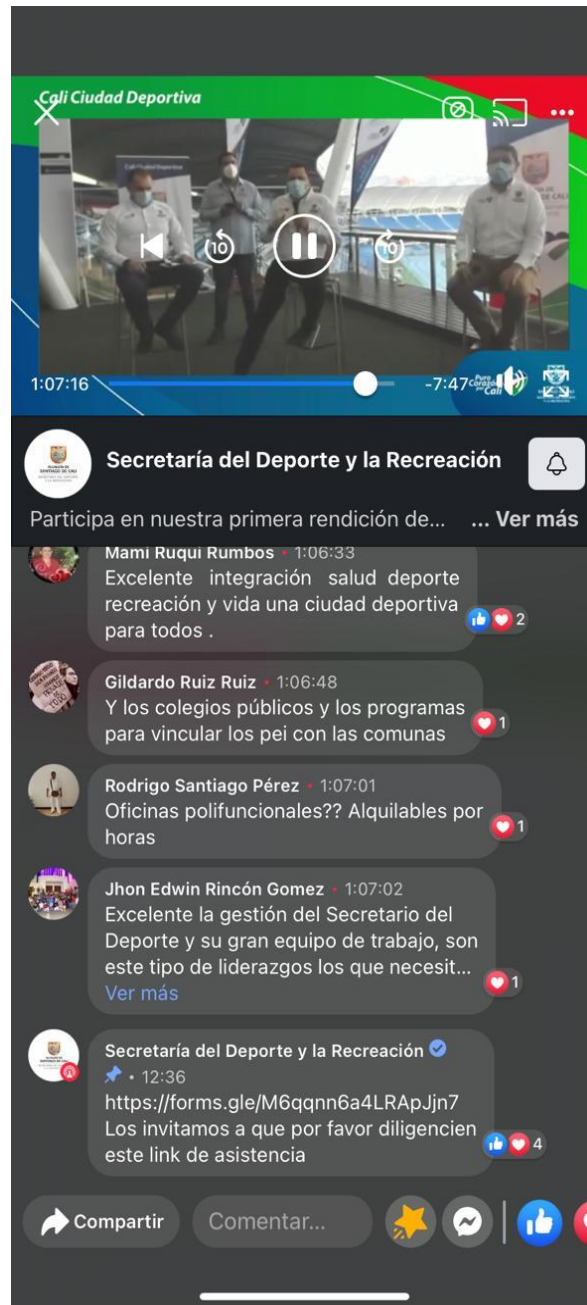 Cali Ciudad Deportiva
10
10
1:07:16
-7:47
Puro
Corazón
por
Cali
Secretaría del Deporte y la Recreación
Participa en nuestra primera rendición de... ... Ver más
Mami Ruqui Rumbos • 1:06:33
Excelente integración salud deporte
recreación y vida una ciudad deportiva
para todos .
2
Gildardo Ruiz Ruiz • 1:06:48
Y los colegios públicos y los programas
para vincular los pei con las comunas
1
Rodrigo Santiago Pérez • 1:07:01
Oficinas polifuncionales?? Alquilables por
horas
1
Jhon Edwin Rincón Gomez • 1:07:02
Excelente la gestión del Secretario del
Deporte y su gran equipo de trabajo, son
este tipo de liderazgos los que necesit...
Ver más
1
Secretaría del Deporte y la Recreación
• 12:36
https://forms.gle/M6qqnn6a4LRApJjn7
Los invitamos a que por favor diligencien
este link de asistencia
4
Compartir
Comentar...